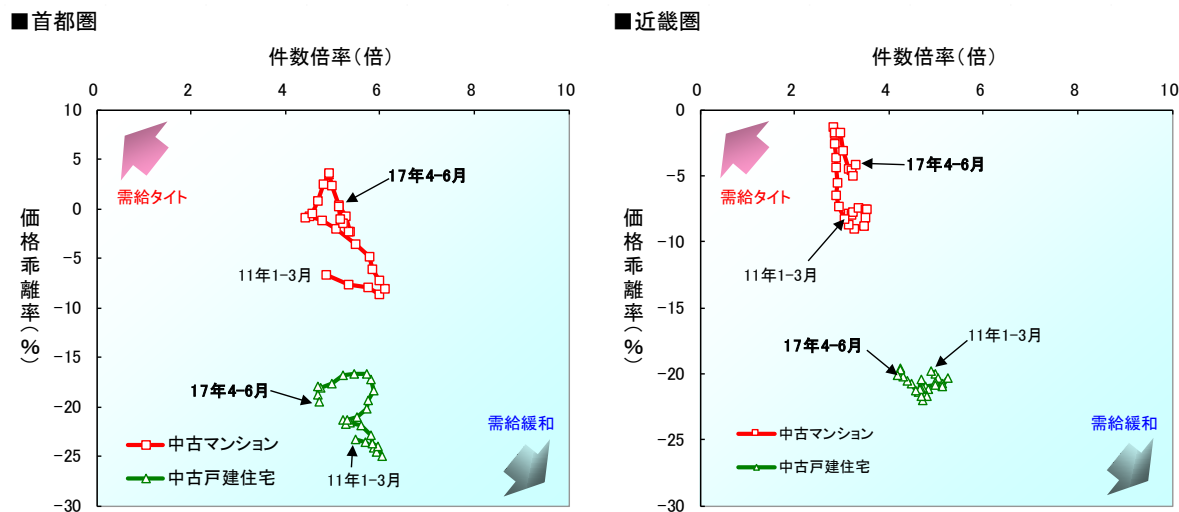 ■首都圏
件数倍率（倍）
0 2 4 6 8 10
10
5
0
−5
−10
−15
−20
−25
−30
価格乖離率（％）
需給タイト
17年4-6月
11年1-3月
17年4-6月
11年1-3月
需給緩和
中古マンション
中古戸建住宅
■近畿圏
件数倍率（倍）
0 2 4 6 8 10
0
−5
−10
−15
−20
−25
−30
価格乖離率（％）
需給タイト
17年4-6月
11年1-3月
11年1-3月
17年4-6月
需給緩和
中古マンション
中古戸建住宅